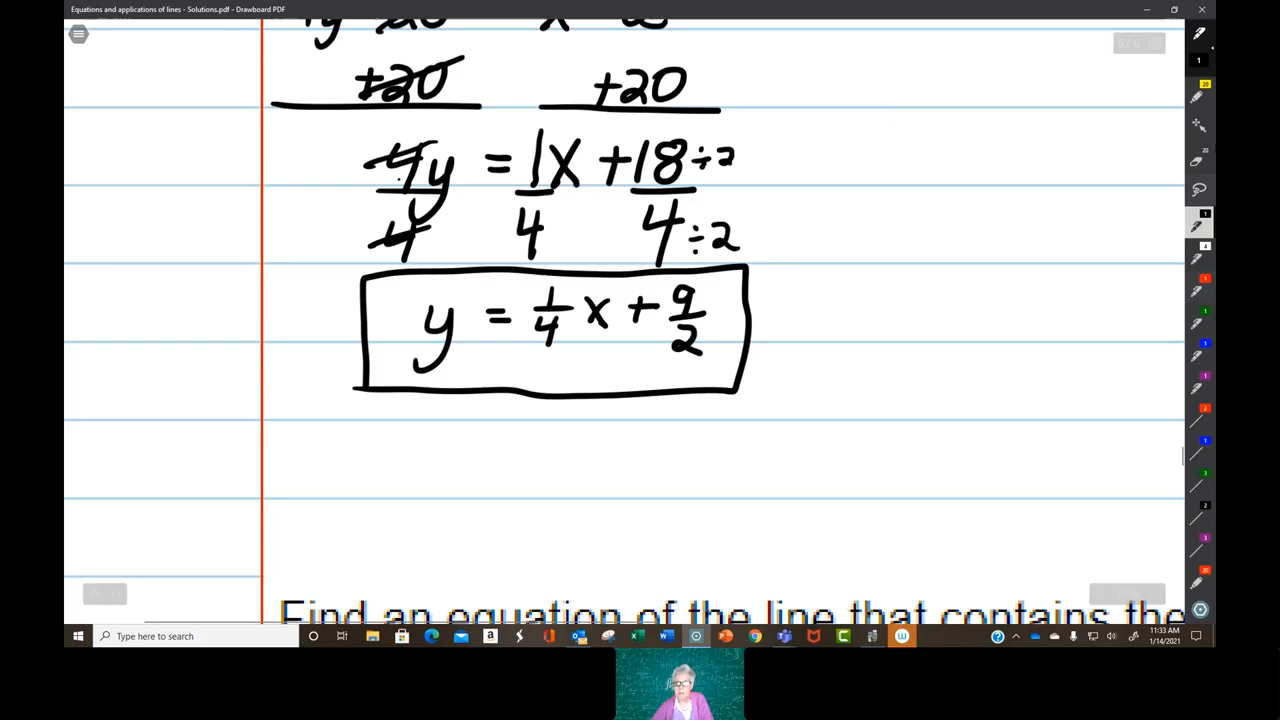 Equations and applications of lines - Solutions.pdf - Drawboard PDF
+20 +20
4y = 1x + 18 ÷2
4 4 4 ÷2
y = 1/4 x + 9/2
Find an equation of the line that contains the
Type here to search
11:33 AM
1/14/2021